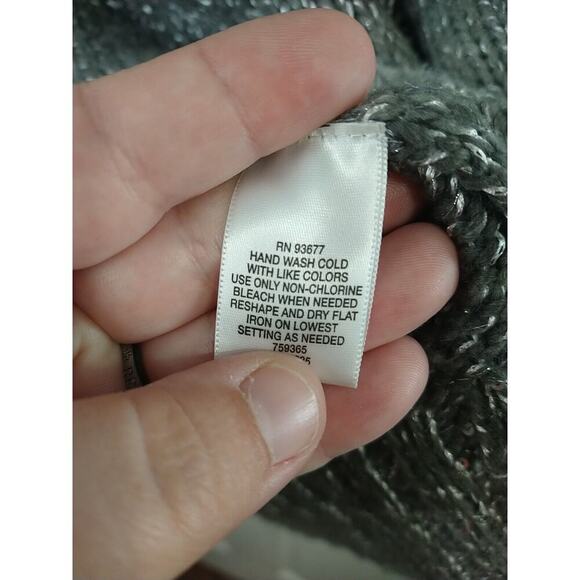 RN 93677
HAND WASH COLD
WITH LIKE COLORS
USE ONLY NON-CHLORINE
BLEACH WHEN NEEDED
RESHAPE AND DRY FLAT
IRON ON LOWEST
SETTING AS NEEDED
759365